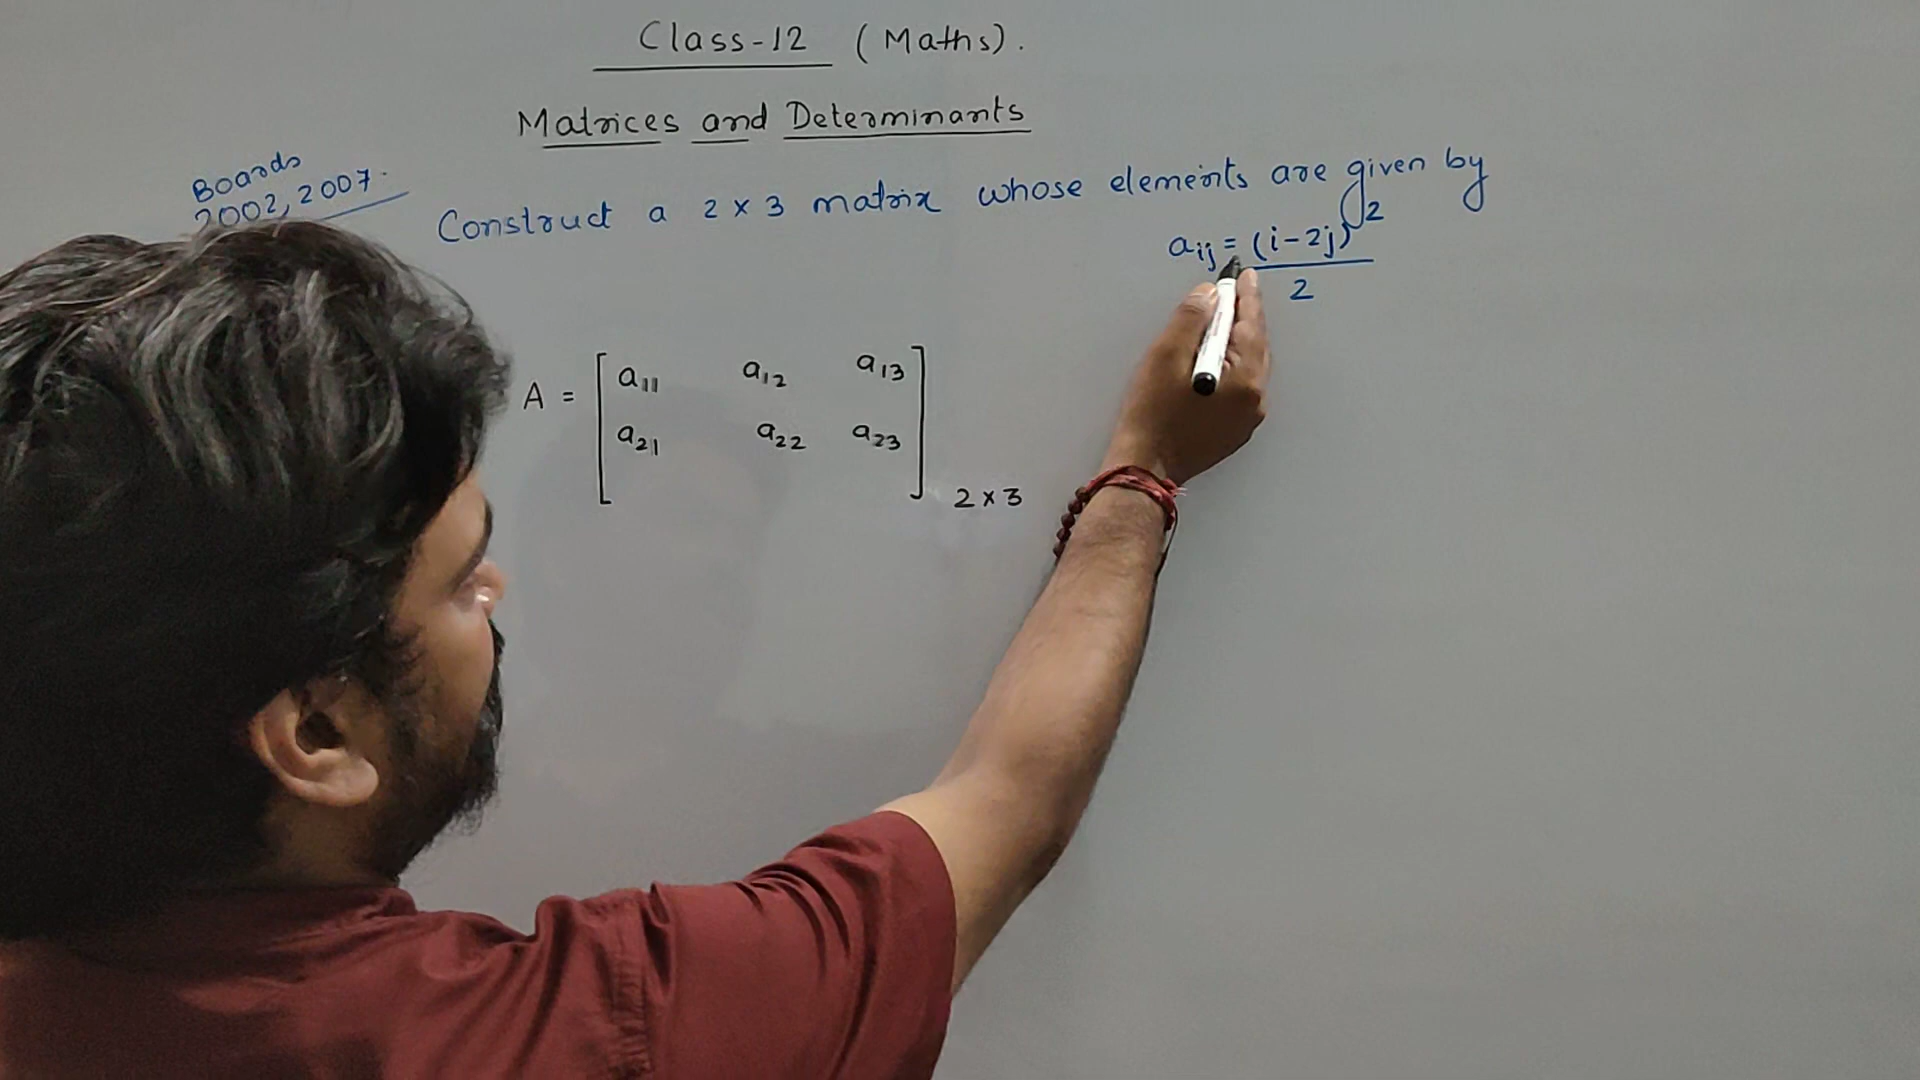 Class-12 (Maths).
Matrices and Determinants
Boards
2002, 2007.
Construct a 2 × 3 matrix whose elements are given by
aij = (i-2j)²
2
A = [ a11 a12 a13
a21 a22 a23 ] 2×3